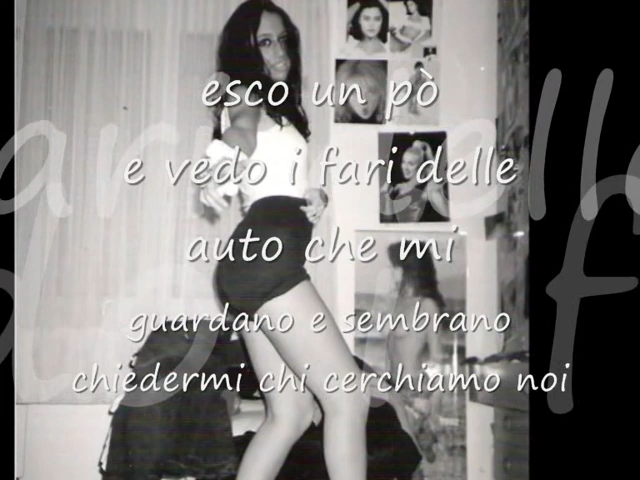 esco un pò
e vedo i fari delle
auto che mi
guardano e sembrano
chiedermi chi cerchiamo noi